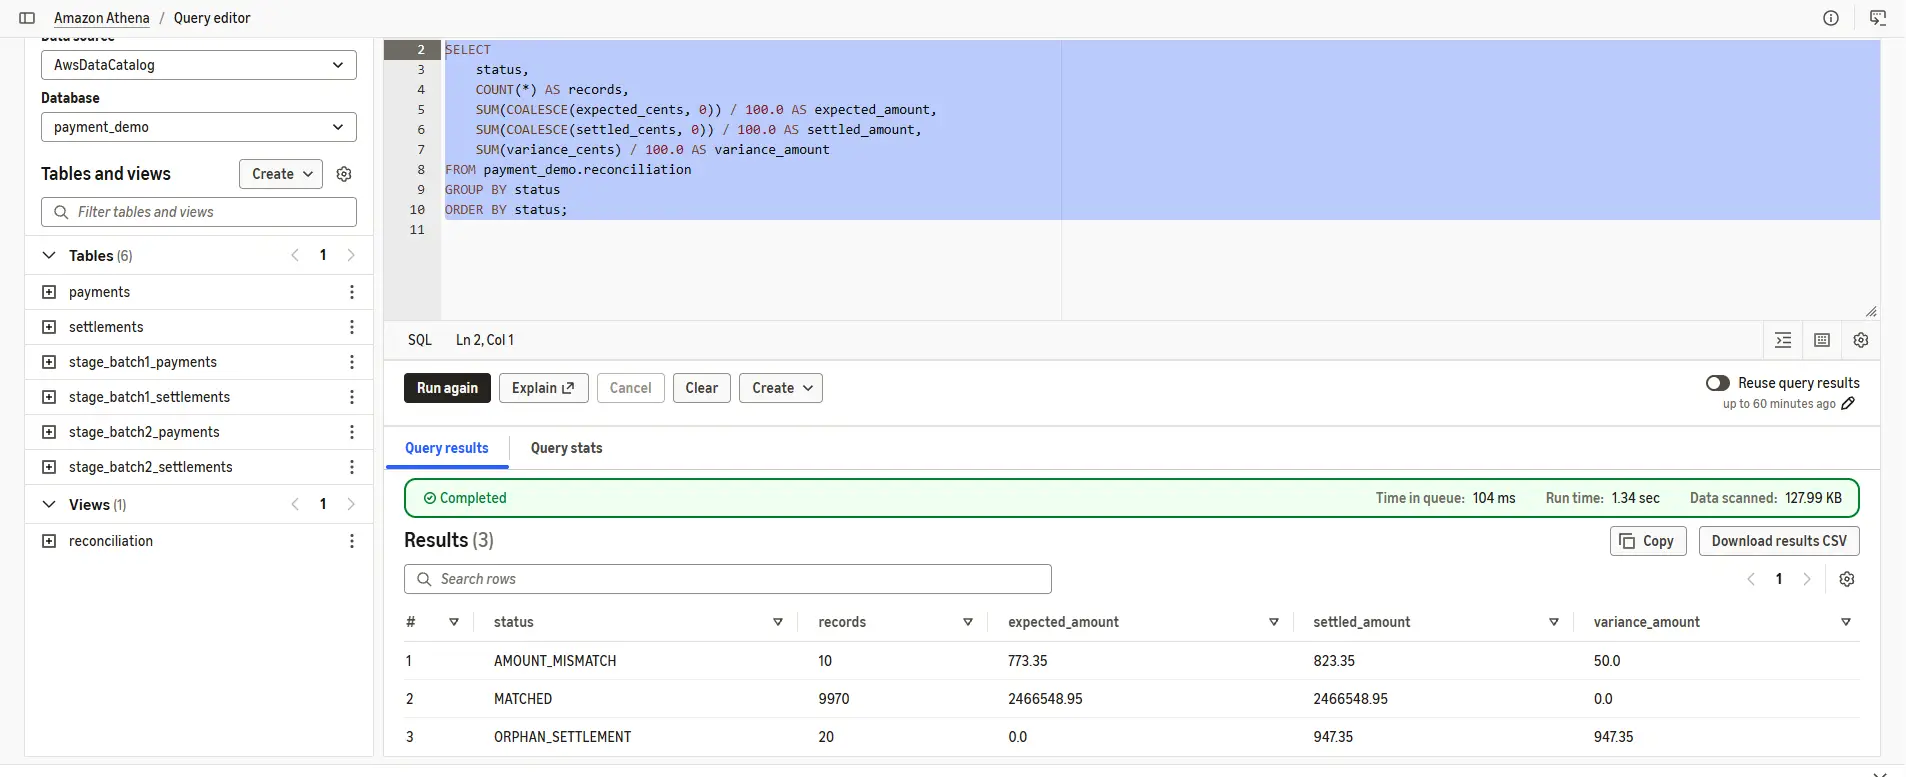 Amazon Athena / Query editor
Data source
AwsDataCatalog
Database
payment_demo
Tables and views
Create
Filter tables and views
Tables (6)
1
payments
settlements
stage_batch1_payments
stage_batch1_settlements
stage_batch2_payments
stage_batch2_settlements
Views (1)
1
reconciliation
2 SELECT
3 status,
4 COUNT(*) AS records,
5 SUM(COALESCE(expected_cents, 0)) / 100.0 AS expected_amount,
6 SUM(COALESCE(settled_cents, 0)) / 100.0 AS settled_amount,
7 SUM(variance_cents) / 100.0 AS variance_amount
8 FROM payment_demo.reconciliation
9 GROUP BY status
10 ORDER BY status;
11
SQL Ln 2, Col 1
Run again Explain Cancel Clear Create
Reuse query results
up to 60 minutes ago
Query results Query stats
Completed Time in queue: 104 ms Run time: 1.34 sec Data scanned: 127.99 KB
Results (3)
Copy Download results CSV
Search rows
1
# status records expected_amount settled_amount variance_amount
1 AMOUNT_MISMATCH 10 773.35 823.35 50.0
2 MATCHED 9970 2466548.95 2466548.95 0.0
3 ORPHAN_SETTLEMENT 20 0.0 947.35 947.35